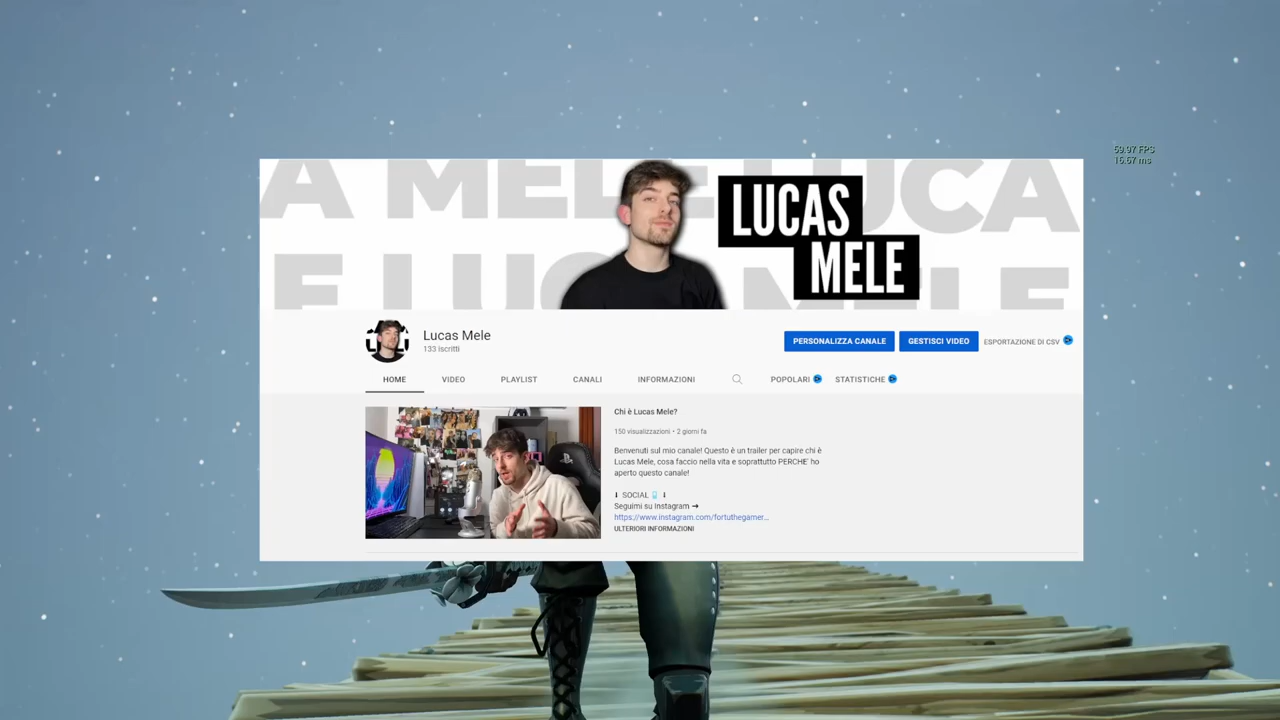 A MELE LUCA
E LUCA MELE
LUCAS
MELE
59.97 FPS
16.67 ms
Lucas Mele
133 iscritti
PERSONALIZZA CANALE
GESTISCI VIDEO
ESPORTAZIONE DI CSV
HOME
VIDEO
PLAYLIST
CANALI
INFORMAZIONI
POPOLARI
STATISTICHE
Chi è Lucas Mele?
150 visualizzazioni • 2 giorni fa
Benvenuti sul mio canale! Questo è un trailer per capire chi è
Lucas Mele, cosa faccio nella vita e soprattutto PERCHE' ho
aperto questo canale!
⬇ SOCIAL 📱 ⬇
Seguimi su Instagram ➞
https://www.instagram.com/fortuthegamer...
ULTERIORI INFORMAZIONI